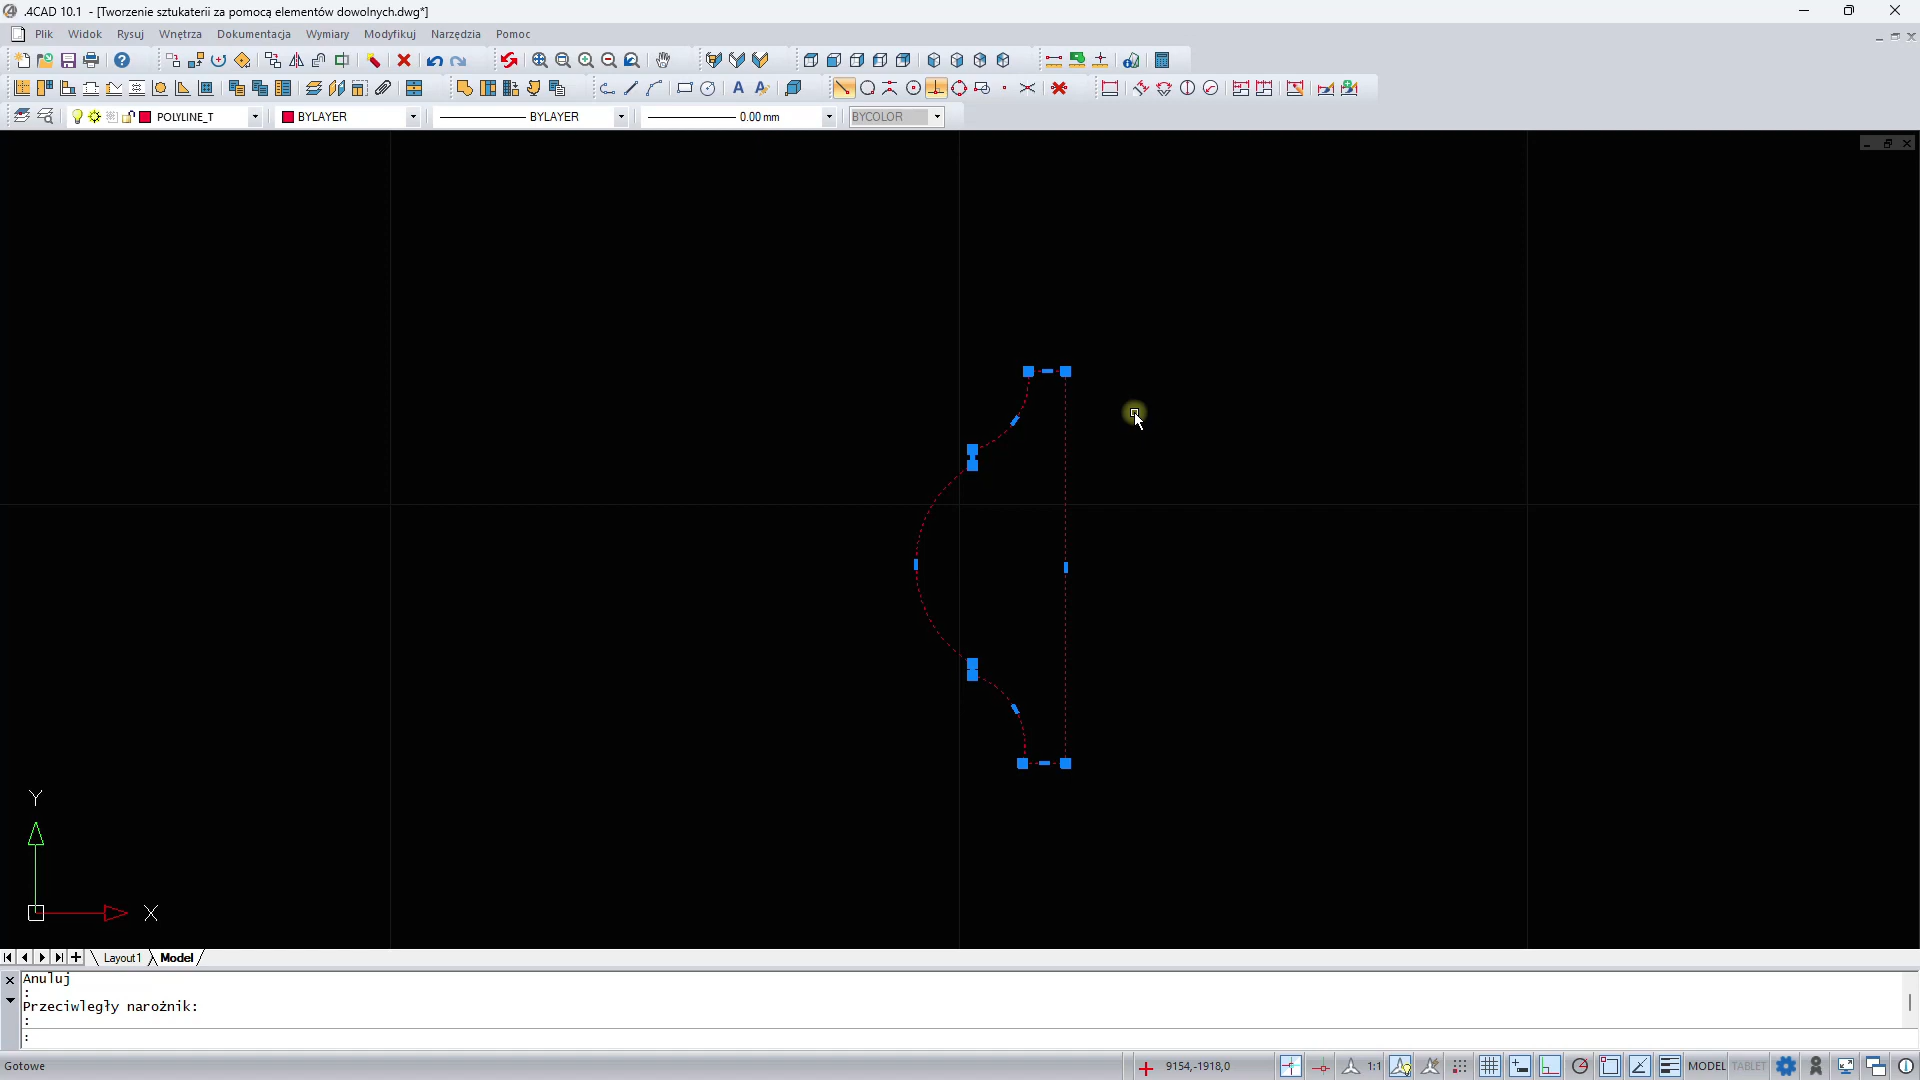 .4CAD 10.1 - [Tworzenie sztukaterii za pomocą elementów dowolnych.dwg*]
Plik Widok Rysuj Wnętrza Dokumentacja Wymiary Modyfikuj Narzędzia Pomoc
POLYLINE_T BYLAYER BYLAYER 0.00 mm BYCOLOR
Y
X
Layout1 Model
Anuluj
:
Przeciwległy narożnik:
:
:
Gotowe 9154,-1918,0 1:1 MODEL TABLET